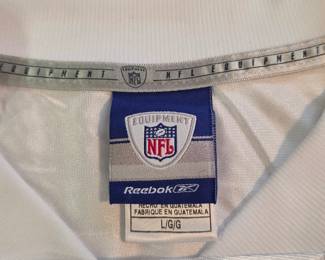 EQUIPMENT
NFL EQUIPMENT
EQUIPMENT
NFL
Reebok
HECHO EN GUATEMALA
FABRIQUE EN GUATEMALA
L/G/G